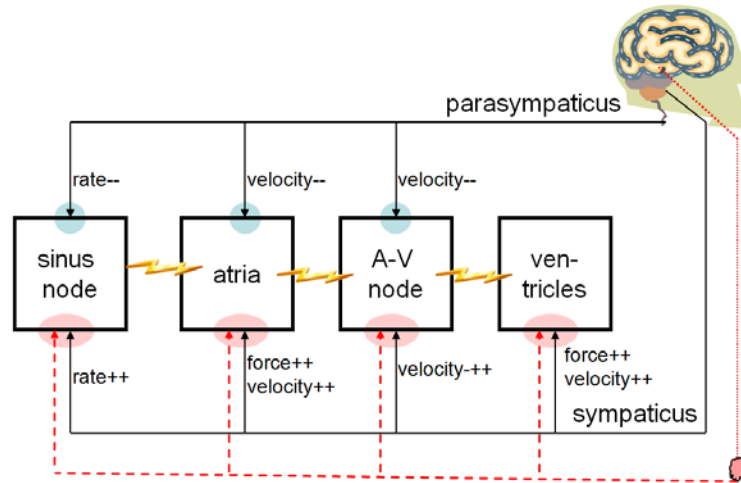 parasympaticus
rate--
velocity--
velocity--
sinus
node
atria
A-V
node
ven-
tricles
rate++
force++
velocity++
velocity-++
force++
velocity++
sympaticus